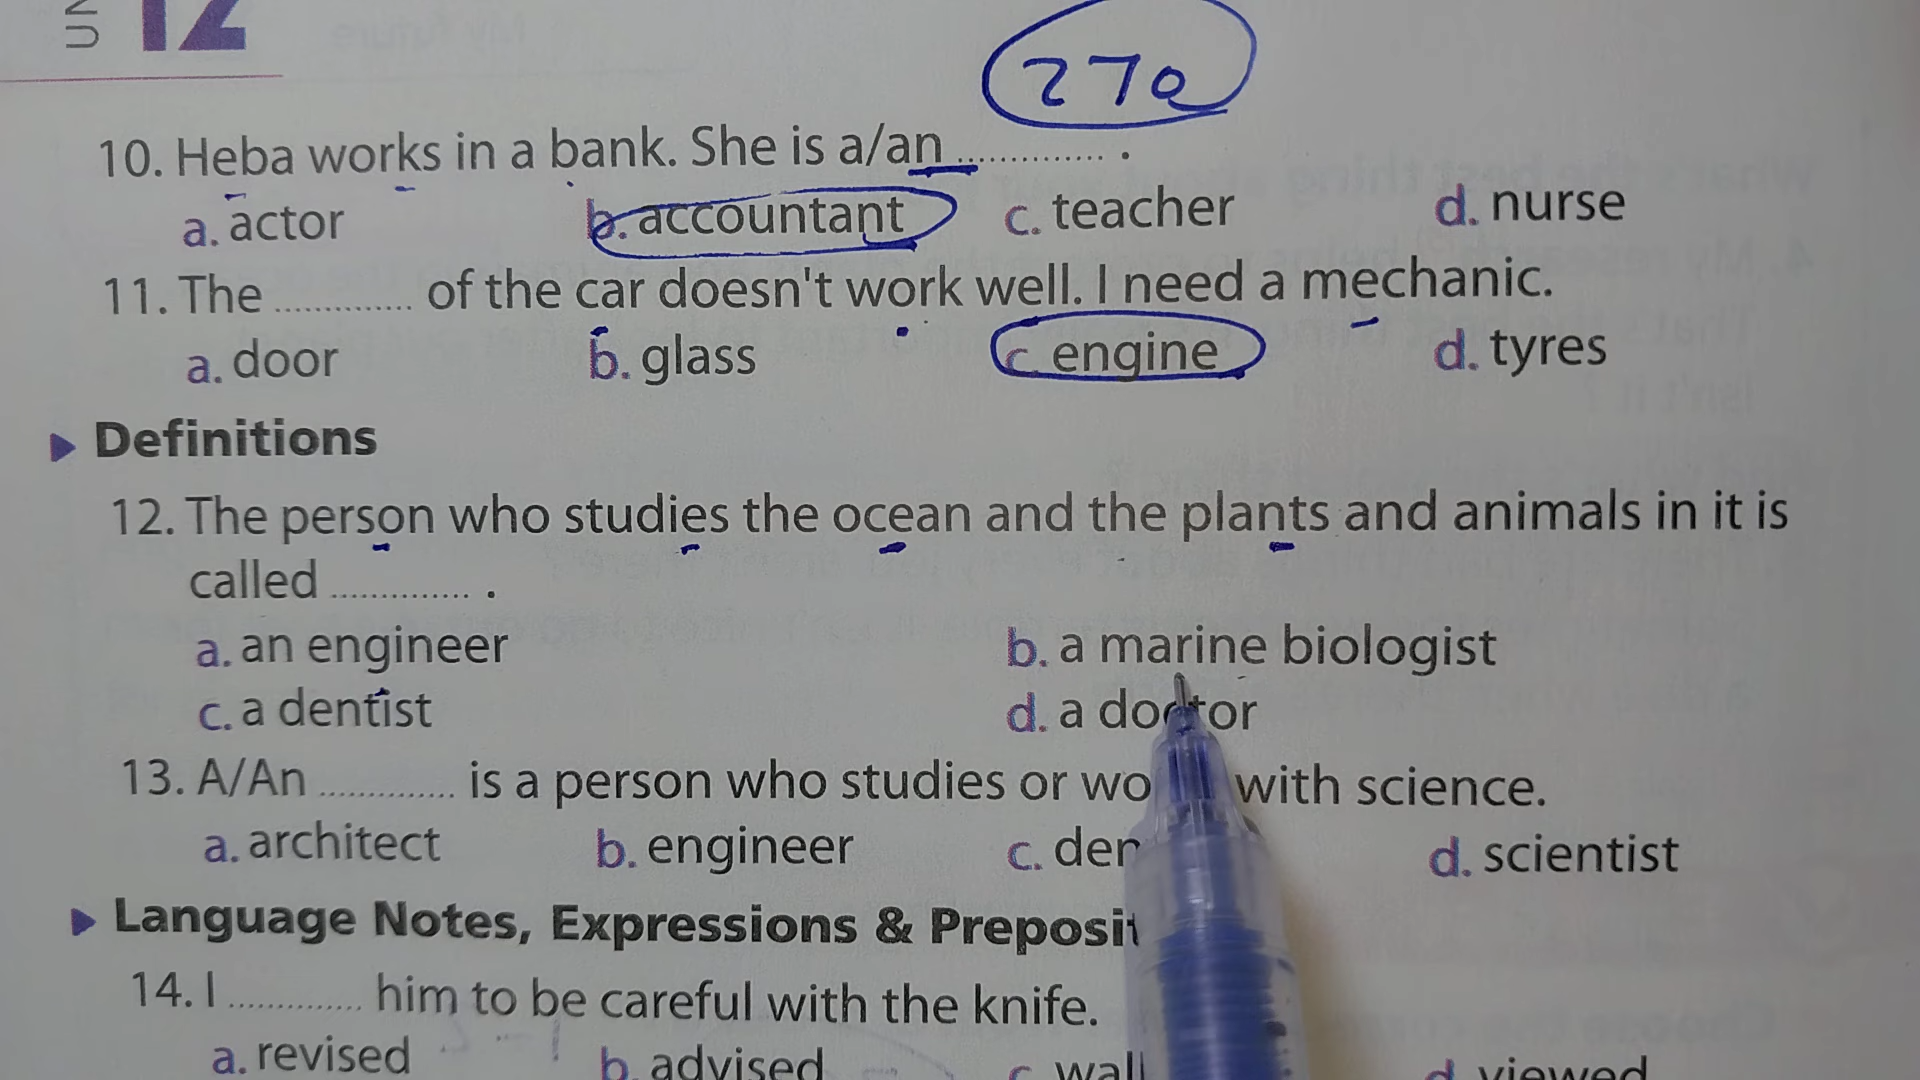 12
270
10. Heba works in a bank. She is a/an .............. .
a. actor b. accountant c. teacher d. nurse
11. The ............. of the car doesn't work well. I need a mechanic.
a. door b. glass c. engine d. tyres
Definitions
12. The person who studies the ocean and the plants and animals in it is
called ............. .
a. an engineer b. a marine biologist
c. a dentist d. a doctor
13. A/An ............. is a person who studies or with science.
a. architect b. engineer c. d. scientist
Language Notes, Expressions &
14. I ............. him to be careful with the knife.
a. revised b. advised c. d. viewed